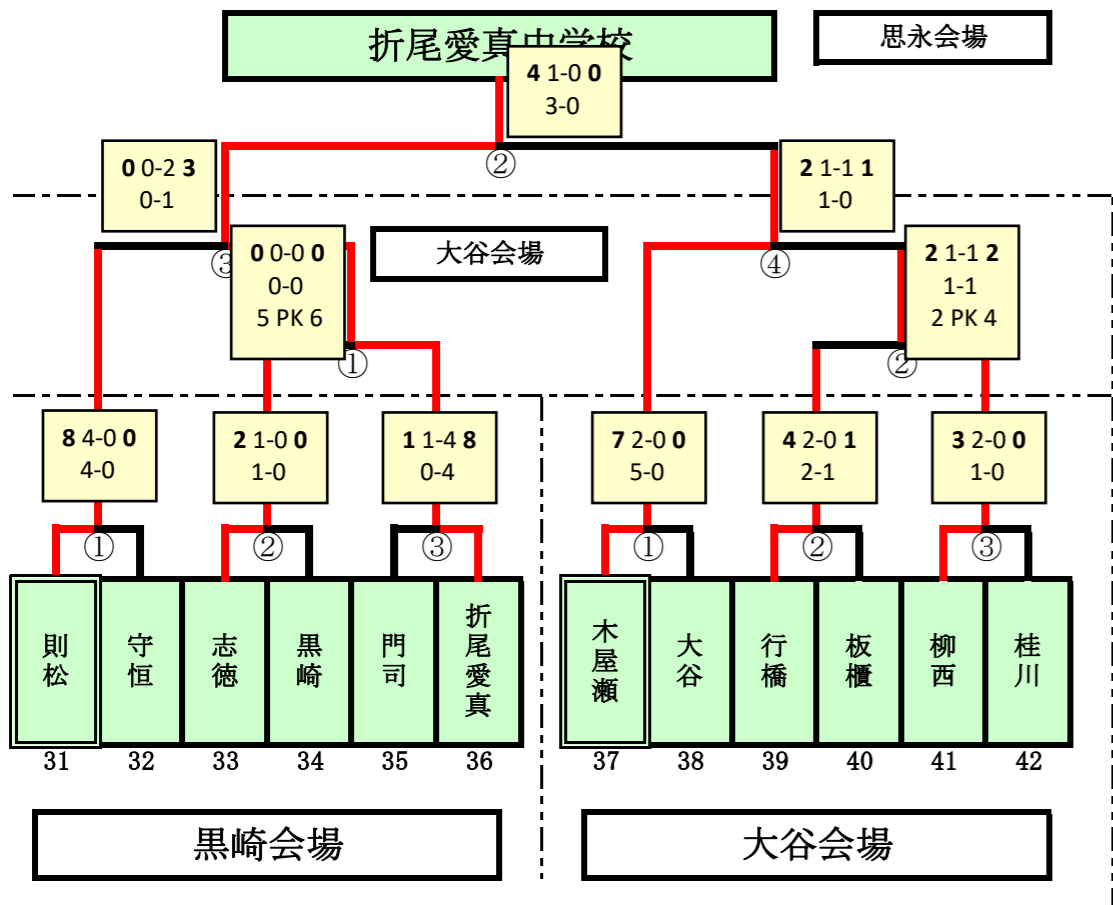 折尾愛真中学校
思永会場
4 1-0 0
3-0
②
0 0-2 3
0-1
2 1-1 1
1-0
③
0 0-0 0
0-0
5 PK 6
大谷会場
④
2 1-1 2
1-1
2 PK 4
①
②
8 4-0 0
4-0
2 1-0 0
1-0
1 1-4 8
0-4
7 2-0 0
5-0
4 2-0 1
2-1
3 2-0 0
1-0
①
②
③
①
②
③
則松
守恒
志徳
黒崎
門司
折尾愛真
木屋瀬
大谷
行橋
板櫃
柳西
桂川
31 32 33 34 35 36 37 38 39 40 41 42
黒崎会場
大谷会場